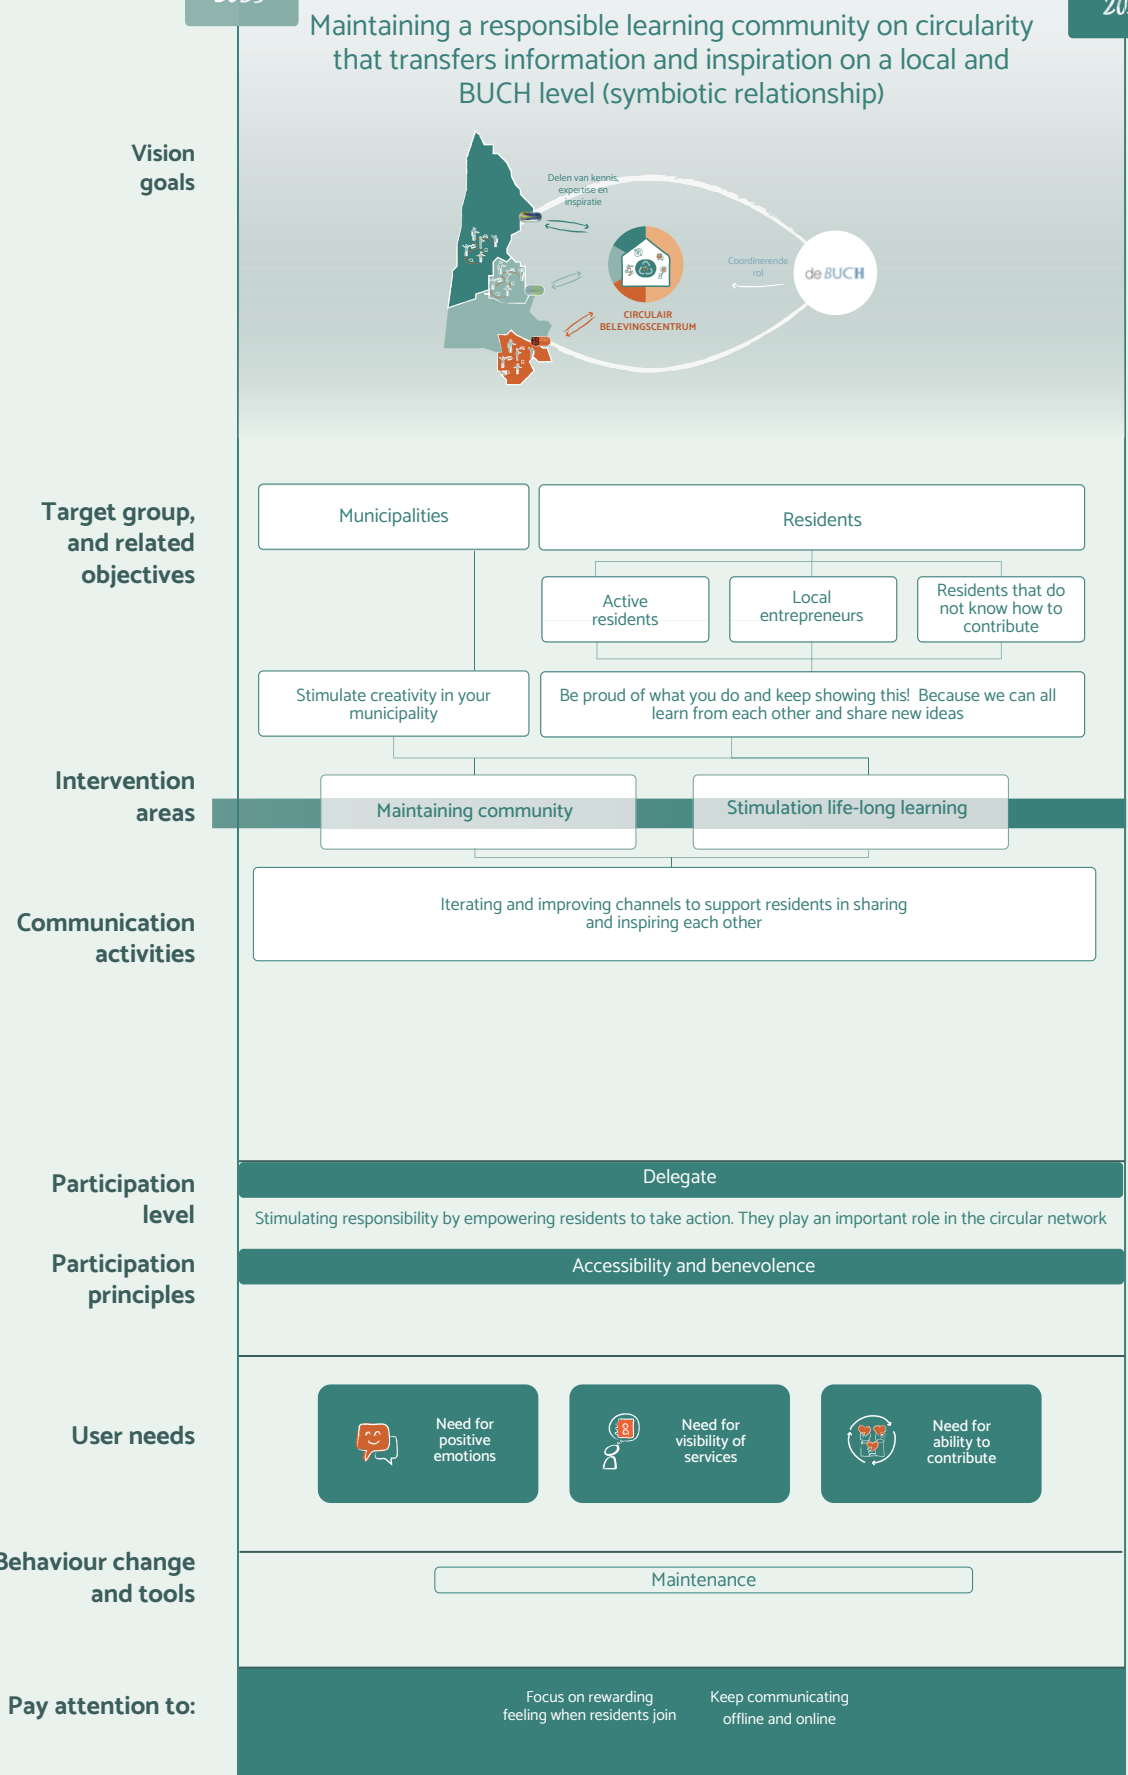 Maintaining a responsible learning community on circularity
that transfers information and inspiration on a local and
BUCH level (symbiotic relationship)
Vision
goals
Delen van kennis,
expertise en
inspiratie
Coordinerende
rol
de BUCH
CIRCULAIR
BELEVINGSCENTRUM
Target group,
and related
objectives
Municipalities
Residents
Active
residents
Local
entrepreneurs
Residents that do
not know how to
contribute
Stimulate creativity in your
municipality
Be proud of what you do and keep showing this! Because we can all
learn from each other and share new ideas
Intervention
areas
Maintaining community
Stimulation life-long learning
Communication
activities
Iterating and improving channels to support residents in sharing
and inspiring each other
Participation
level
Delegate
Stimulating responsibility by empowering residents to take action. They play an important role in the circular network
Participation
principles
Accessibility and benevolence
User needs
Need for
positive
emotions
Need for
visibility of
services
Need for
ability to
contribute
Behaviour change
and tools
Maintenance
Pay attention to:
Focus on rewarding
feeling when residents join
Keep communicating
offline and online